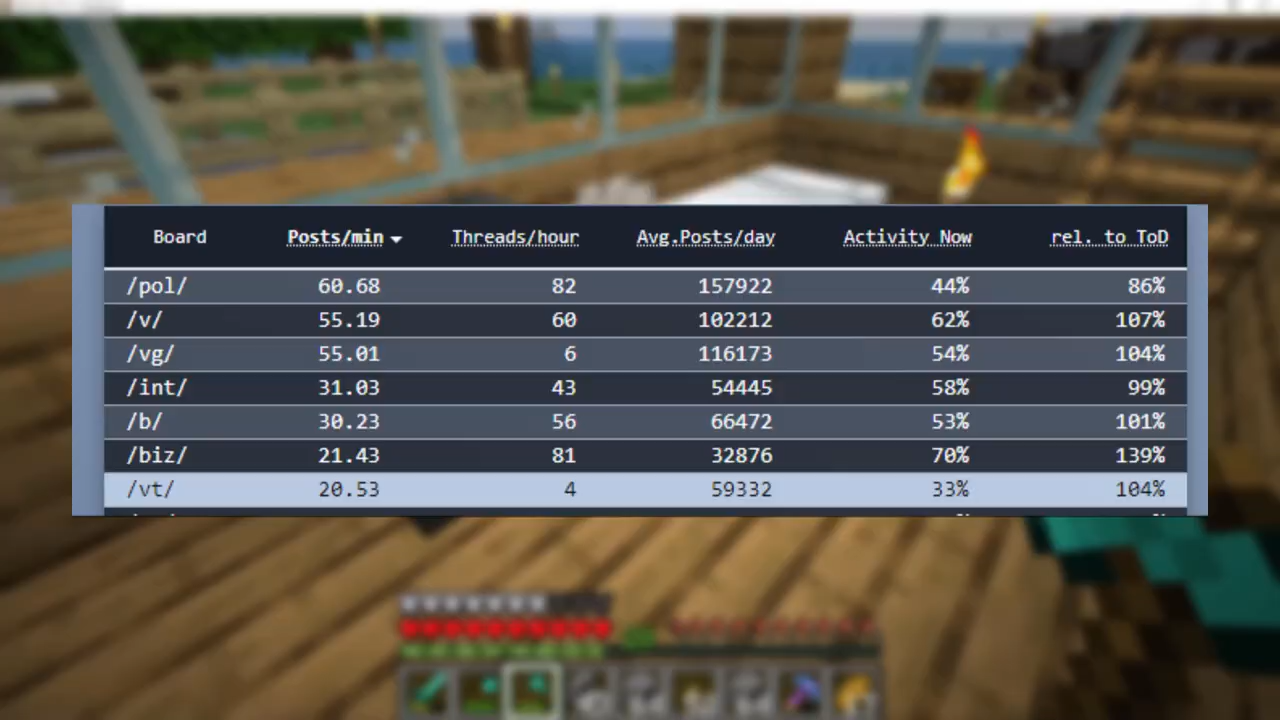 Board Posts/min Threads/hour Avg.Posts/day Activity Now rel. to ToD
/pol/ 60.68 82 157922 44% 86%
/v/ 55.19 60 102212 62% 107%
/vg/ 55.01 6 116173 54% 104%
/int/ 31.03 43 54445 58% 99%
/b/ 30.23 56 66472 53% 101%
/biz/ 21.43 81 32876 70% 139%
/vt/ 20.53 4 59332 33% 104%